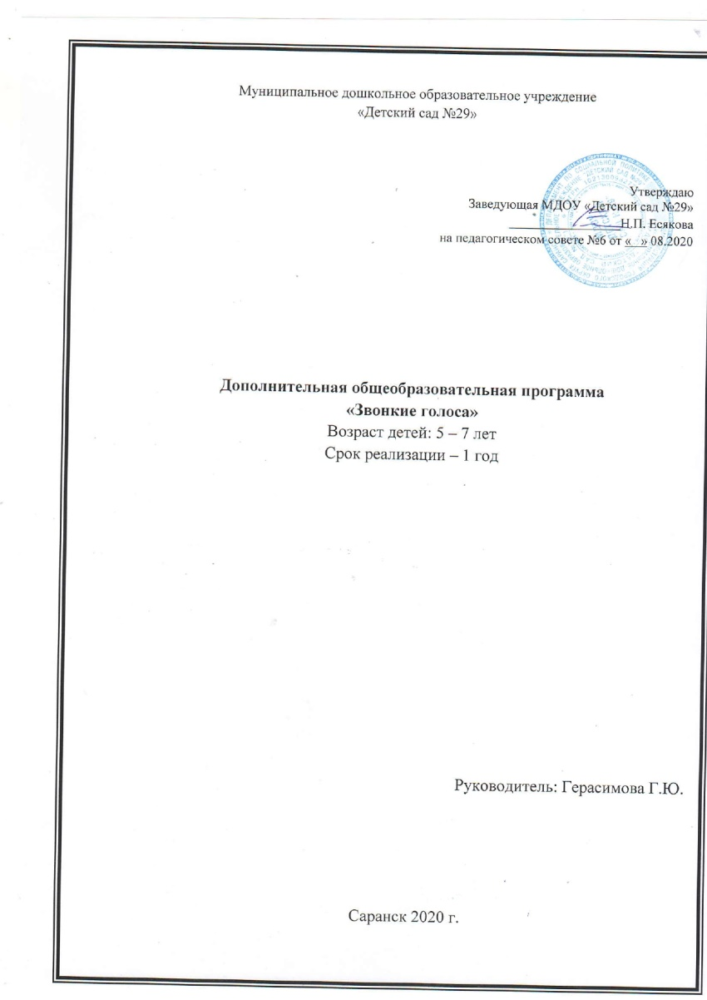 Муниципальное дошкольное образовательное учреждение
«Детский сад №29»
Утверждаю
Заведующая МДОУ «Детский сад №29»
________________Н.П. Есякова
на педагогическом совете №6 от «__» 08.2020
Дополнительная общеобразовательная программа
«Звонкие голоса»
Возраст детей: 5 – 7 лет
Срок реализации – 1 год
Руководитель: Герасимова Г.Ю.
Саранск 2020 г.